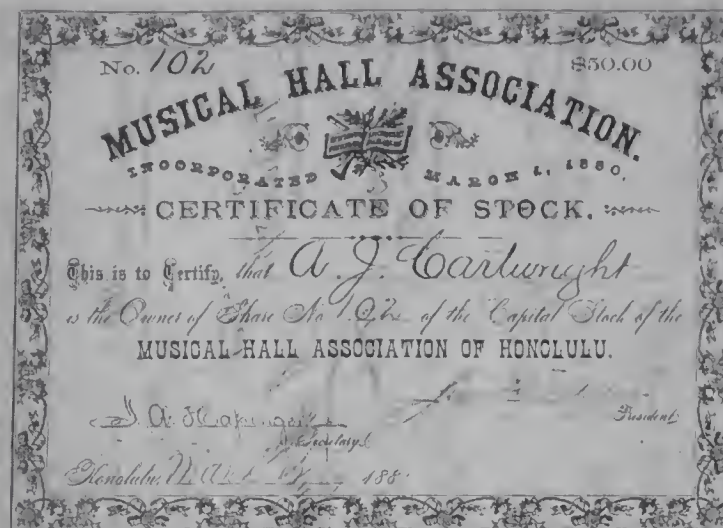 No. 102 $50.00
MUSICAL HALL ASSOCIATION.
INCORPORATED MARCH 1, 1880.
CERTIFICATE OF STOCK.
This is to Certify, that A. J. Cartwright
is the Owner of Share No 102 of the Capital Stock of the
MUSICAL HALL ASSOCIATION OF HONOLULU.
President.
Secretary.
Honolulu, 188